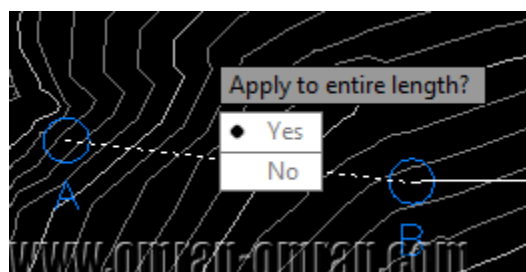 Apply to entire length?
Yes
No
A
B
www.omran-omran.com